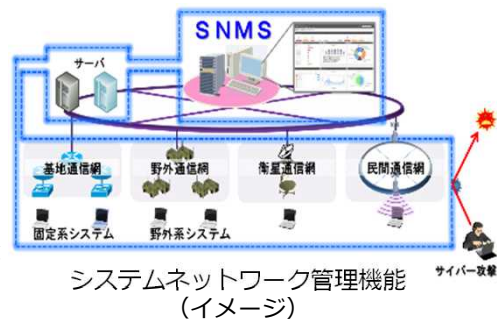 SNMS
サーバ
基地通信網
野外通信網
衛星通信網
民間通信網
固定系システム
野外系システム
サイバー攻撃
システムネットワーク管理機能
(イメージ)